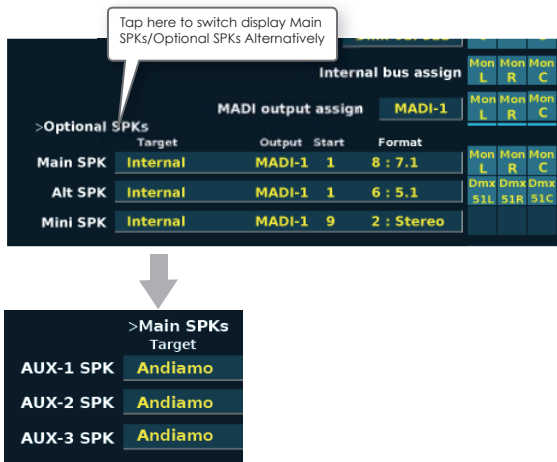 Tap here to switch display Main
SPKs/Optional SPKs Alternatively
Internal bus assign Mon L Mon R Mon C
MADI output assign MADI-1 Mon L Mon R Mon C
>Optional SPKs
Target Output Start Format
Main SPK Internal MADI-1 1 8 : 7.1 Mon L Mon R Mon C
Alt SPK Internal MADI-1 1 6 : 5.1 Dmx 51L Dmx 51R Dmx 51C
Mini SPK Internal MADI-1 9 2 : Stereo
>Main SPKs
Target
AUX-1 SPK Andiamo
AUX-2 SPK Andiamo
AUX-3 SPK Andiamo